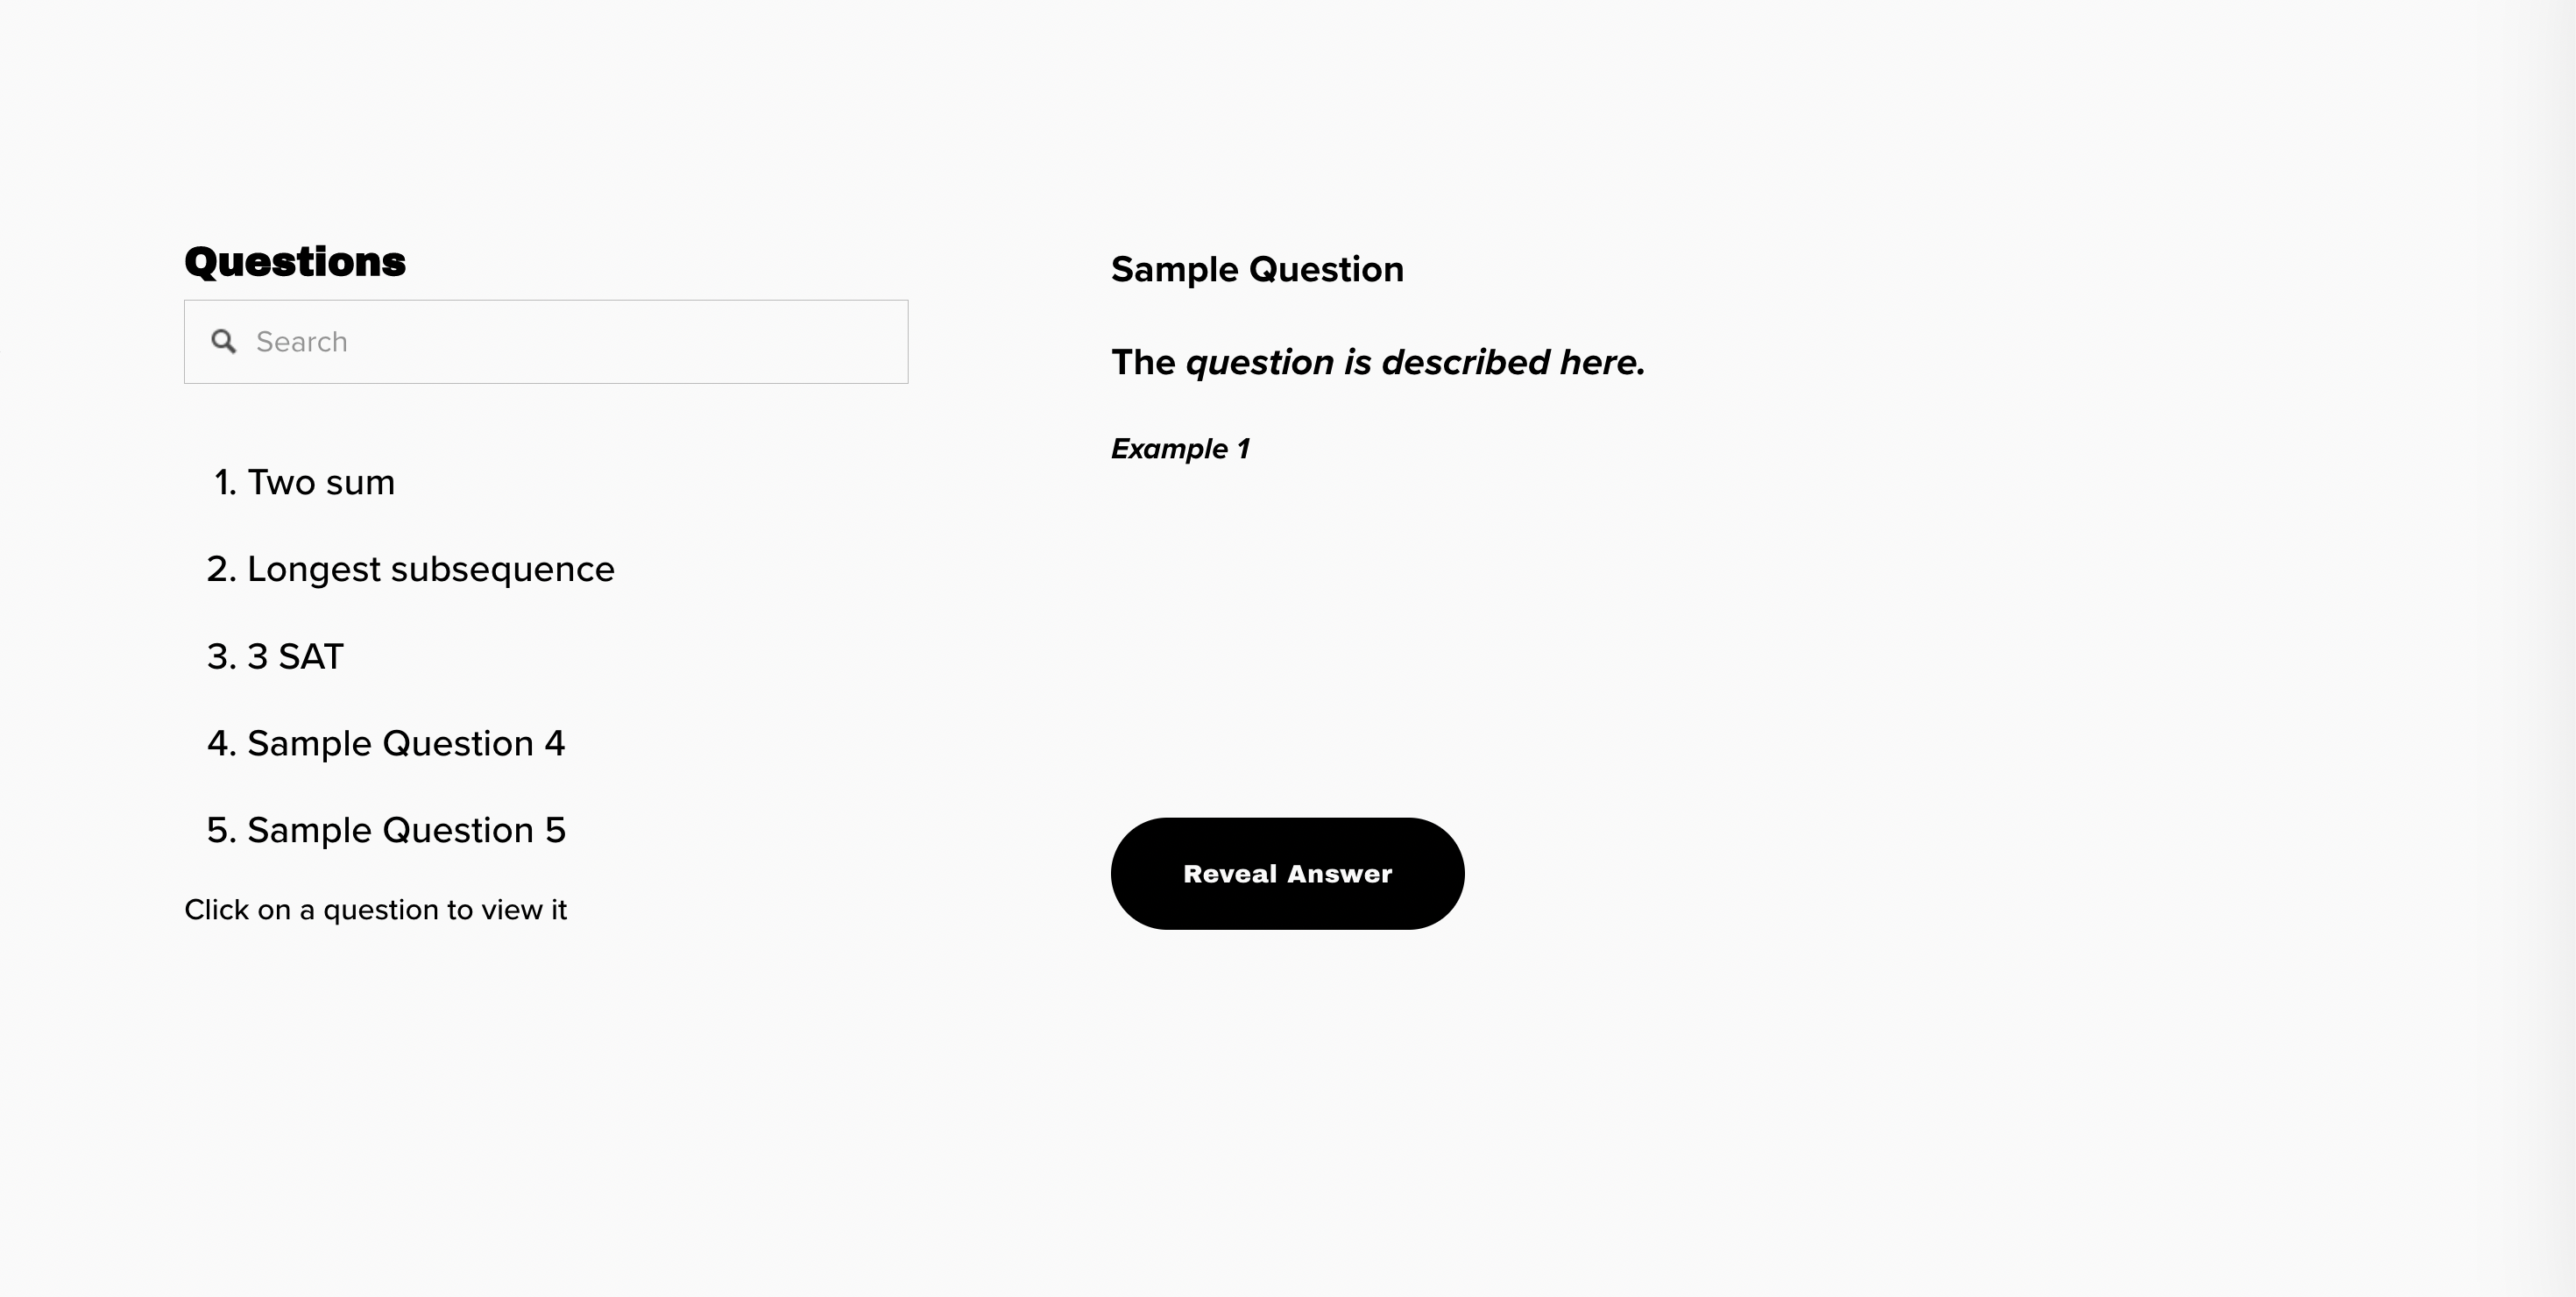 Questions
Search
1. Two sum
2. Longest subsequence
3. 3 SAT
4. Sample Question 4
5. Sample Question 5
Click on a question to view it
Sample Question
The question is described here.
Example 1
Reveal Answer